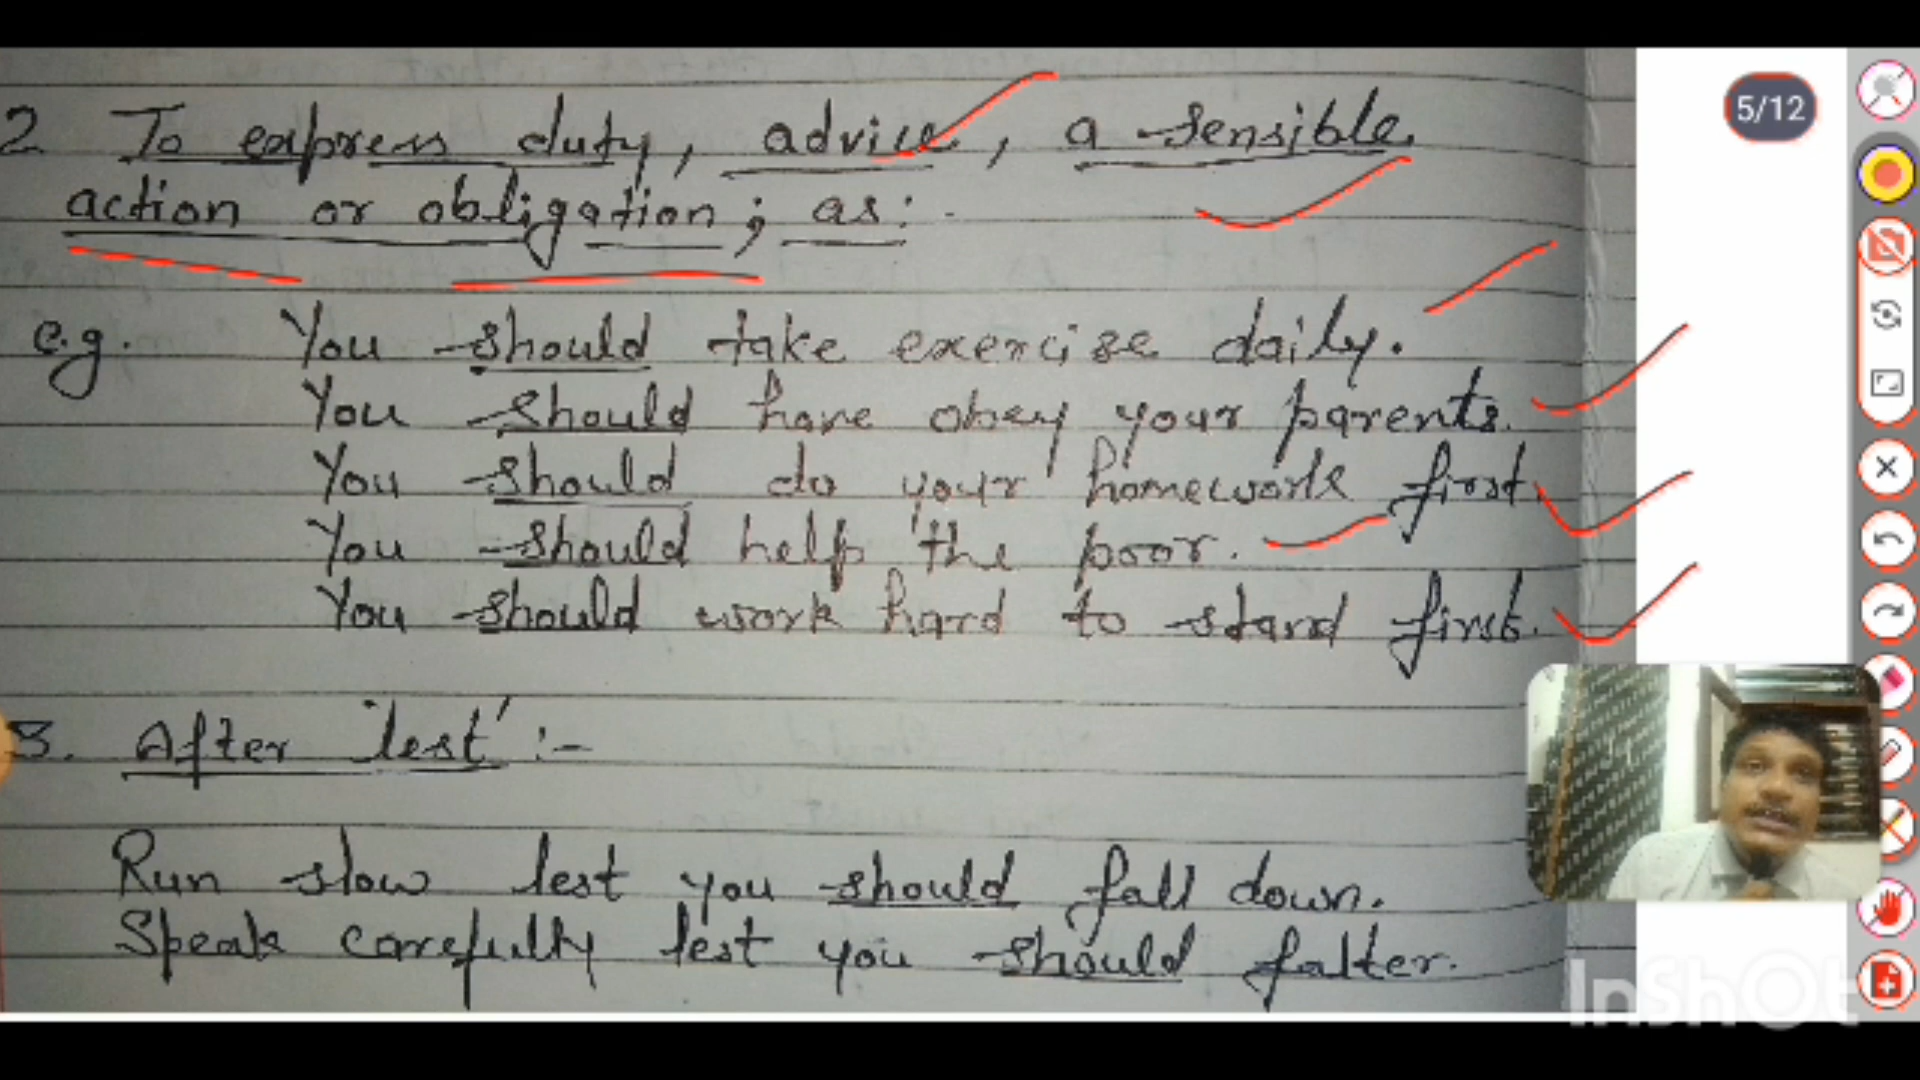 5/12
2 To express duty, advice, a sensible
action or obligation; as:
e.g. You should take exercise daily.
You should have obey your parents.
You should do your homework first.
You should help the poor.
You should work hard to stand first.
3. After 'lest' :-
Run slow lest you should fall down.
Speak carefully lest you should falter.
InShOt